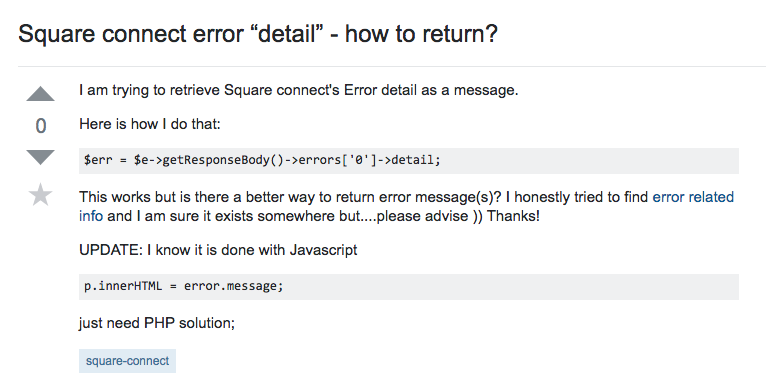 Square connect error “detail” - how to return?
I am trying to retrieve Square connect's Error detail as a message.
0
Here is how I do that:
$err = $e->getResponseBody()->errors['0']->detail;
This works but is there a better way to return error message(s)? I honestly tried to find error related
info and I am sure it exists somewhere but....please advise )) Thanks!
UPDATE: I know it is done with Javascript
p.innerHTML = error.message;
just need PHP solution;
square-connect